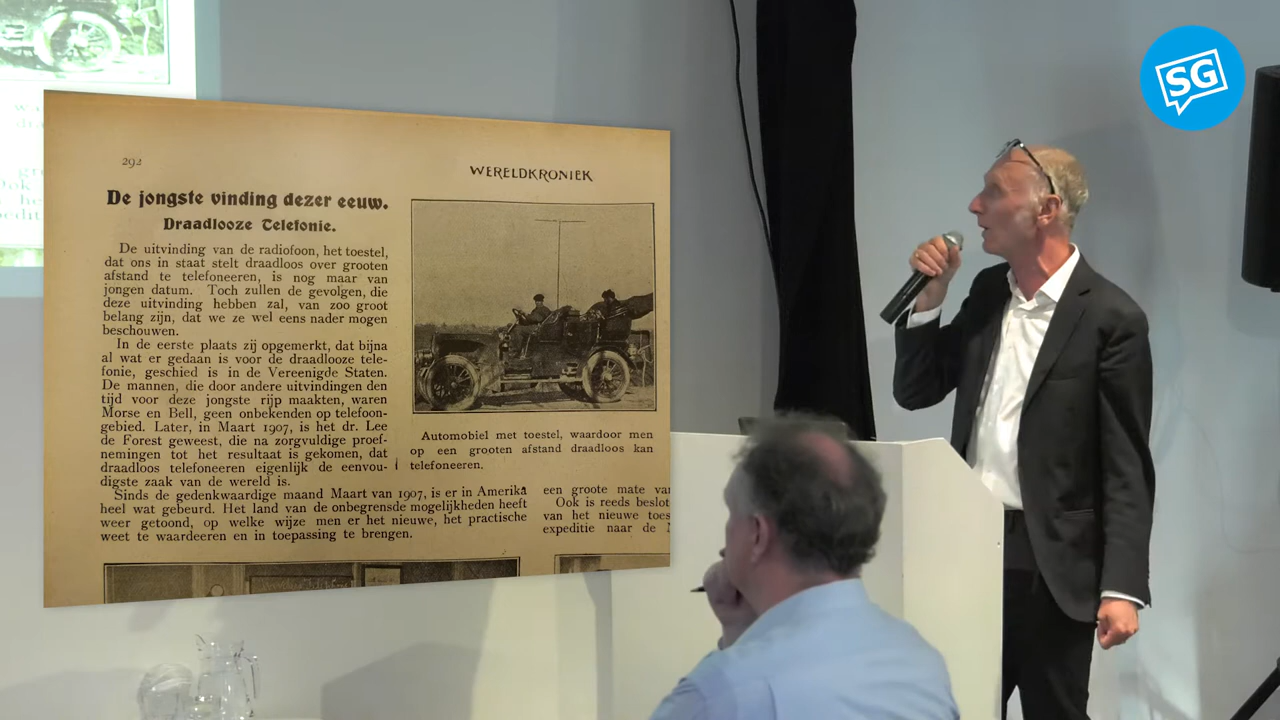 SG
292
WERELDKRONIEK
De jongste vinding dezer eeuw.
Draadlooze Telefonie.
De uitvinding van de radiofoon, het toestel,
dat ons in staat stelt draadloos over grooten
afstand te telefoneeren, is nog maar van
jongen datum. Toch zullen de gevolgen, die
deze uitvinding hebben zal, van zoo groot
belang zijn, dat we ze wel eens nader mogen
beschouwen.
In de eerste plaats zij opgemerkt, dat bijna
al wat er gedaan is voor de draadlooze tele-
fonie, geschied is in de Vereenigde Staten.
De mannen, die door andere uitvindingen den
tijd voor deze jongste rijp maakten, waren
Morse en Bell, geen onbekenden op telefoon-
gebied. Later, in Maart 1907, is het dr. Lee
de Forest geweest, die na zorgvuldige proef-
nemingen tot het resultaat is gekomen, dat
draadloos telefoneeren eigenlijk de eenvou-
digste zaak van de wereld is.
Sinds de gedenkwaardige maand Maart van 1907, is er in Amerika
heel wat gebeurd. Het land van de onbegrensde mogelijkheden heeft
weer getoond, op welke wijze men er het nieuwe, het practische
weet te waardeeren en in toepassing te brengen.
Automobiel met toestel, waardoor men
op een grooten afstand draadloos kan
telefoneeren.
een groote mate van
Ook is reeds beslot
van het nieuwe toes
expeditie naar de